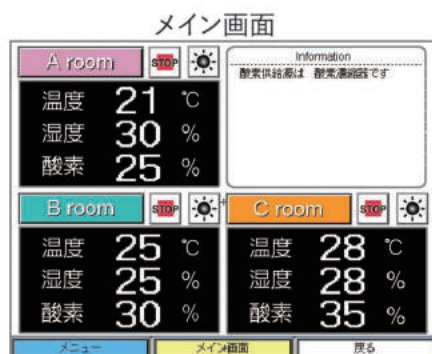 メイン画面
A room STOP
温度 21 ℃
湿度 30 %
酸素 25 %
Information
酸素供給源は 酸素濃縮器です
B room STOP
温度 25 ℃
湿度 25 %
酸素 30 %
C room STOP
温度 28 ℃
湿度 28 %
酸素 35 %
メニュー メイン画面 戻る